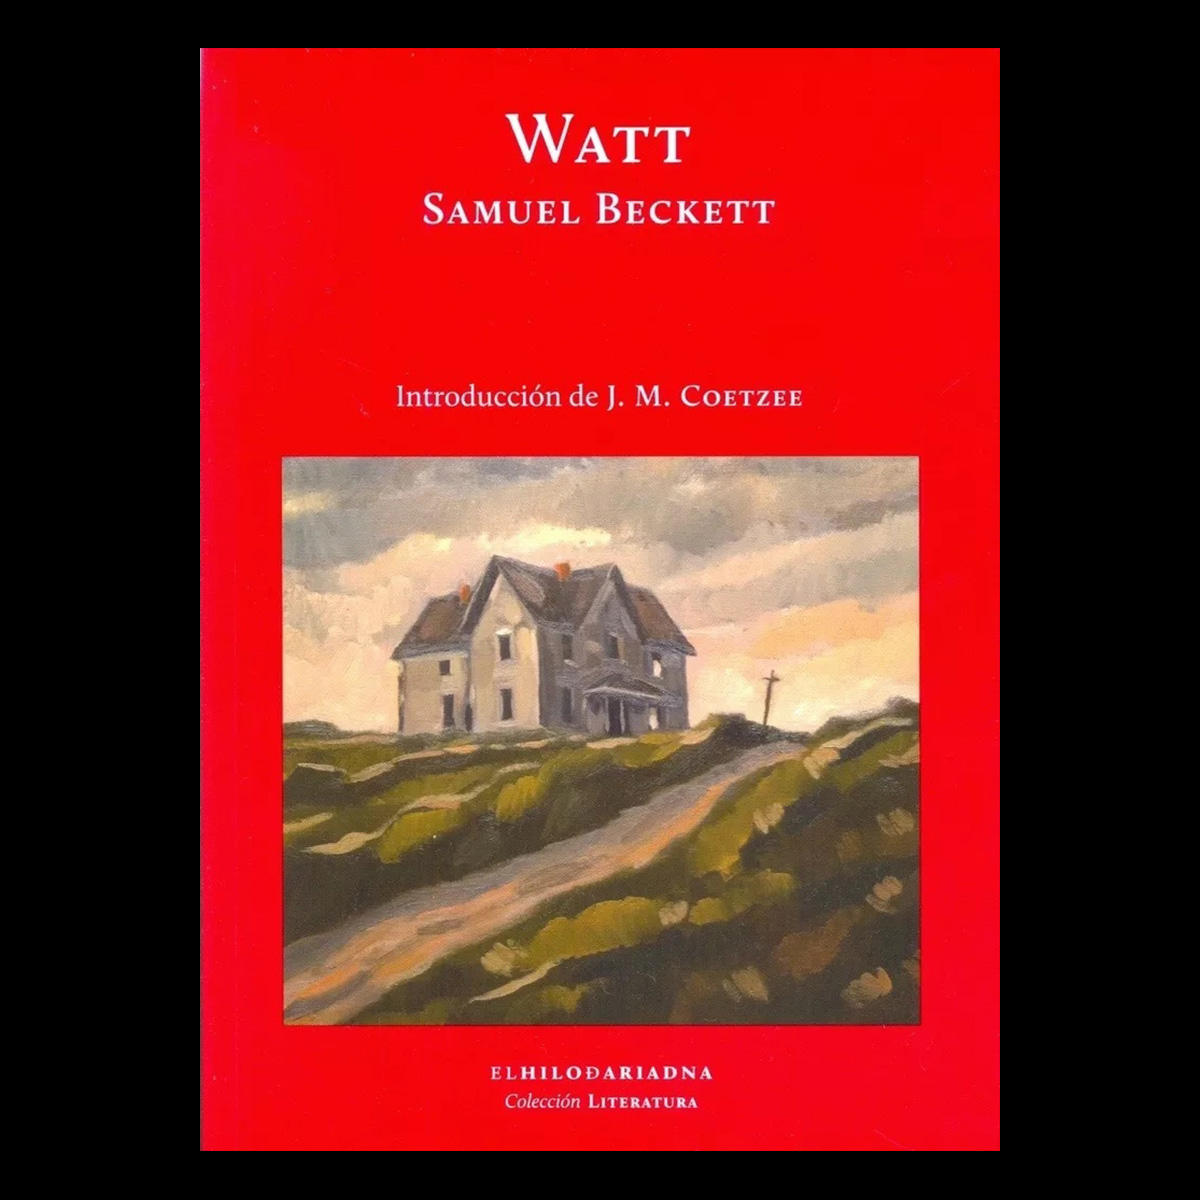 WATT
SAMUEL BECKETT
Introducción de J. M. COETZEE
ELHILOÐARIADNA
Colección LITERATURA